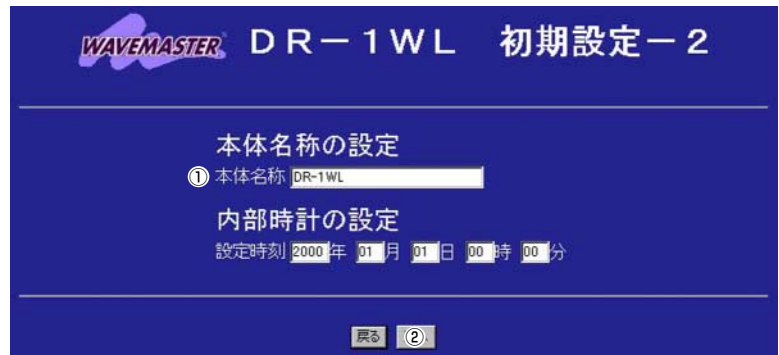 WAVEMASTER DR－1WL 初期設定－2
本体名称の設定
① 本体名称 DR-1WL
内部時計の設定
設定時刻 2000 年 01 月 01 日 00 時 00 分
戻る ②